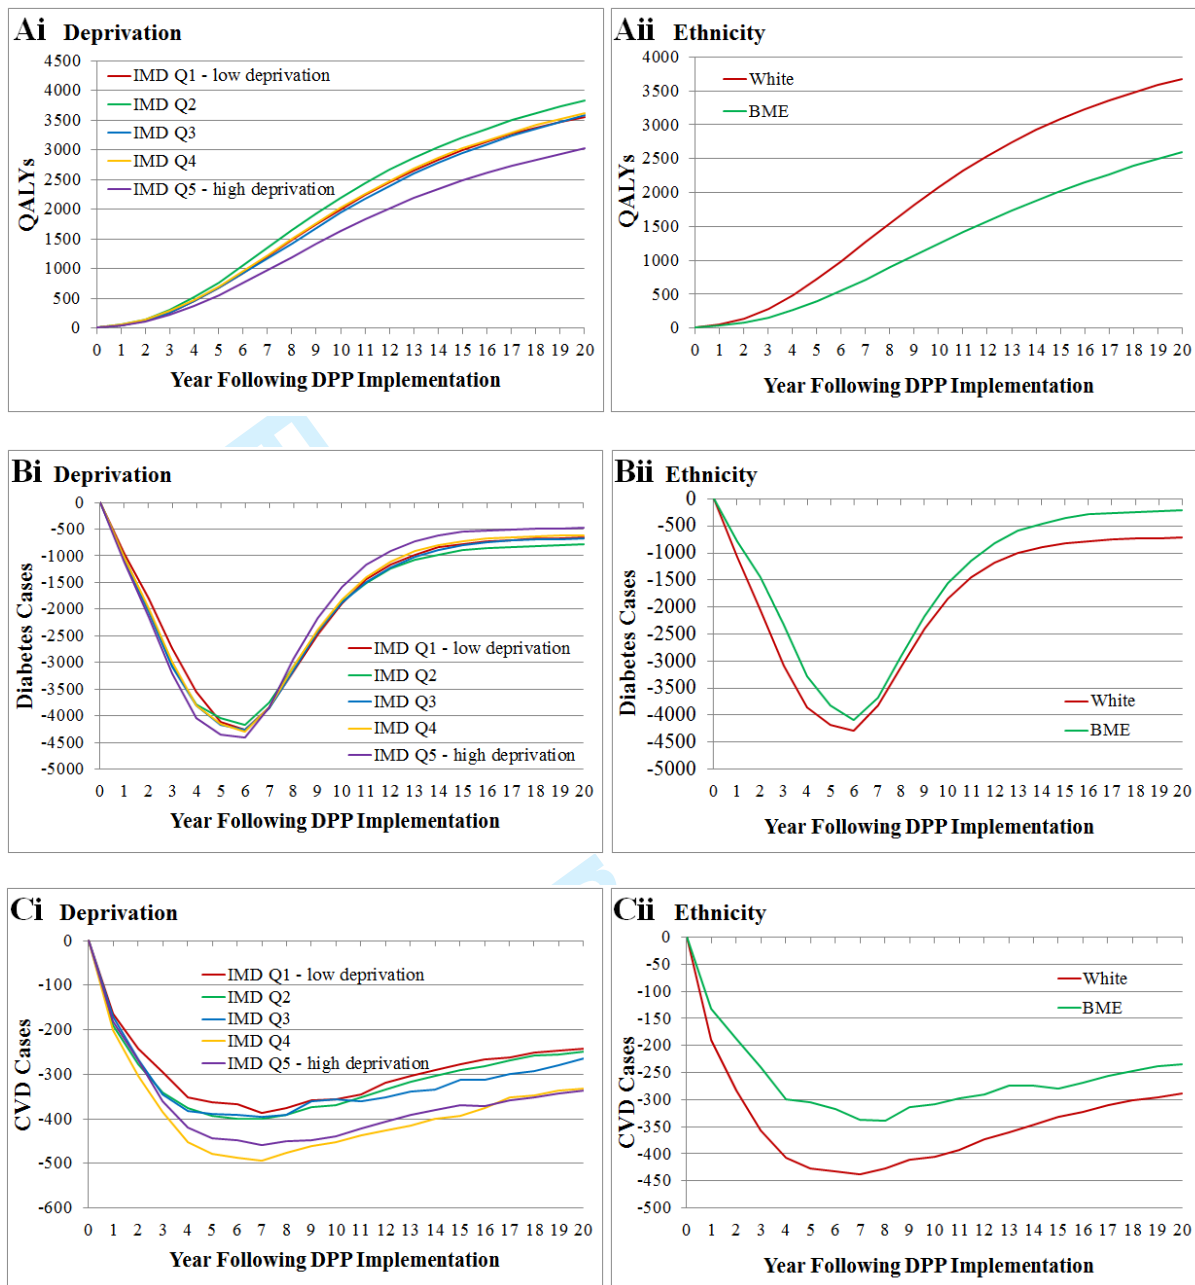 Ai Deprivation
4500
4000
3500
3000
2500
2000
1500
1000
500
0
QALYs
IMD Q1 - low deprivation
IMD Q2
IMD Q3
IMD Q4
IMD Q5 - high deprivation
0 1 2 3 4 5 6 7 8 9 10 11 12 13 14 15 16 17 18 19 20
Year Following DPP Implementation
Aii Ethnicity
4000
3500
3000
2500
2000
1500
1000
500
0
QALYs
White
BME
0 1 2 3 4 5 6 7 8 9 10 11 12 13 14 15 16 17 18 19 20
Year Following DPP Implementation
Bi Deprivation
0
-500
-1000
-1500
-2000
-2500
-3000
-3500
-4000
-4500
-5000
Diabetes Cases
IMD Q1 - low deprivation
IMD Q2
IMD Q3
IMD Q4
IMD Q5 - high deprivation
0 1 2 3 4 5 6 7 8 9 10 11 12 13 14 15 16 17 18 19 20
Year Following DPP Implementation
Bii Ethnicity
0
-500
-1000
-1500
-2000
-2500
-3000
-3500
-4000
-4500
-5000
Diabetes Cases
White
BME
0 1 2 3 4 5 6 7 8 9 10 11 12 13 14 15 16 17 18 19 20
Year Following DPP Implementation
Ci Deprivation
0
-100
-200
-300
-400
-500
-600
CVD Cases
IMD Q1 - low deprivation
IMD Q2
IMD Q3
IMD Q4
IMD Q5 - high deprivation
0 1 2 3 4 5 6 7 8 9 10 11 12 13 14 15 16 17 18 19 20
Year Following DPP Implementation
Cii Ethnicity
0
-50
-100
-150
-200
-250
-300
-350
-400
-450
-500
CVD Cases
White
BME
0 1 2 3 4 5 6 7 8 9 10 11 12 13 14 15 16 17 18 19 20
Year Following DPP Implementation